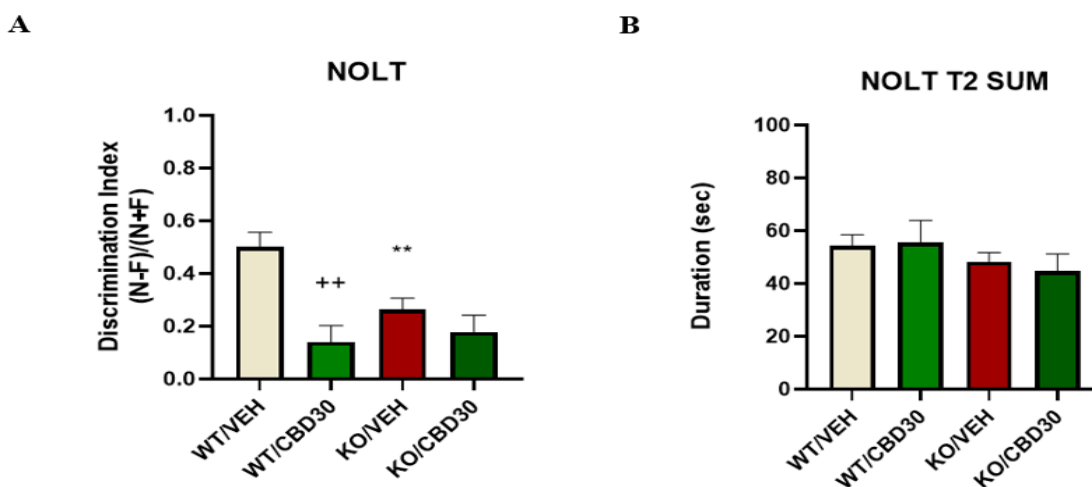 A
NOLT
Discrimination Index
(N-F)/(N+F)
1.0
0.8
0.6
0.4
0.2
0.0
++
**
WT/VEH
WT/CBD30
KO/VEH
KO/CBD30
B
NOLT T2 SUM
Duration (sec)
100
80
60
40
20
0
WT/VEH
WT/CBD30
KO/VEH
KO/CBD30